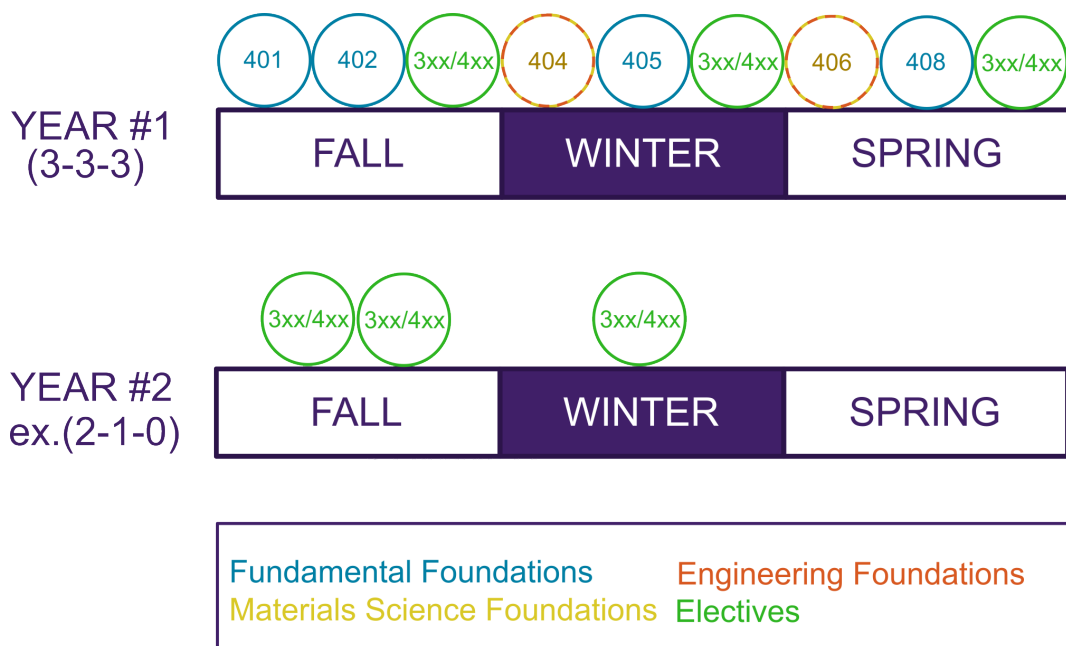 401 402 3xx/4xx 404 405 3xx/4xx 406 408 3xx/4xx
YEAR #1
(3-3-3)
FALL WINTER SPRING
3xx/4xx 3xx/4xx 3xx/4xx
YEAR #2
ex.(2-1-0)
FALL WINTER SPRING
Fundamental Foundations Engineering Foundations
Materials Science Foundations Electives